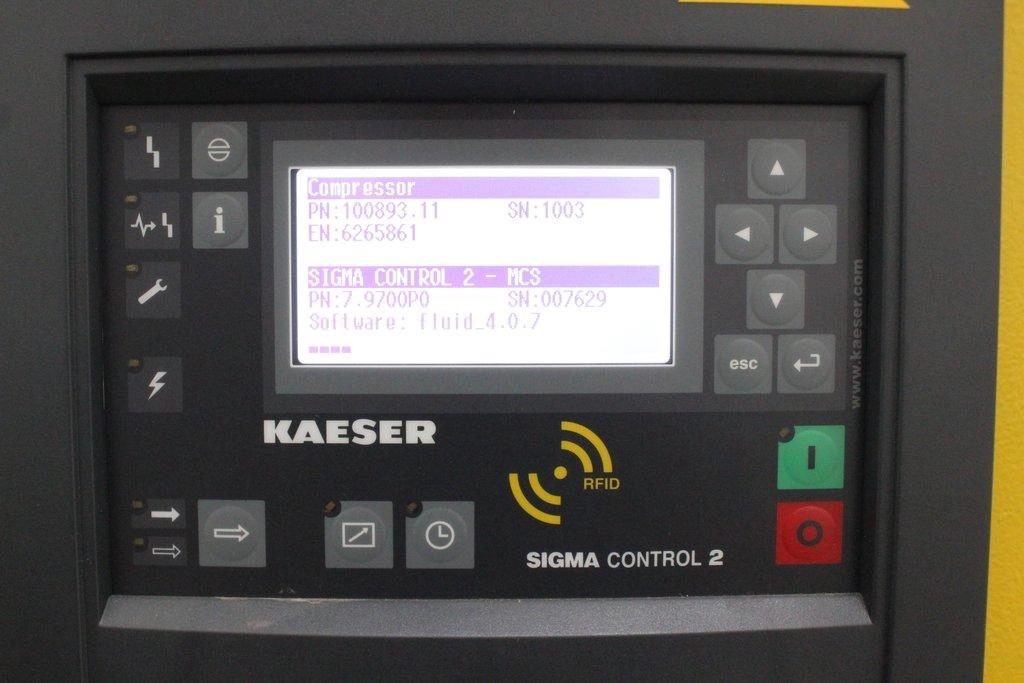 Compressor
PN:100893.11 SN:1003
EN:6265861
SIGMA CONTROL 2 - MCS
PN:7.9700P0 SN:007629
Software: fluid_4.0.7
esc
www.kaeser.com
KAESER
RFID
SIGMA CONTROL 2